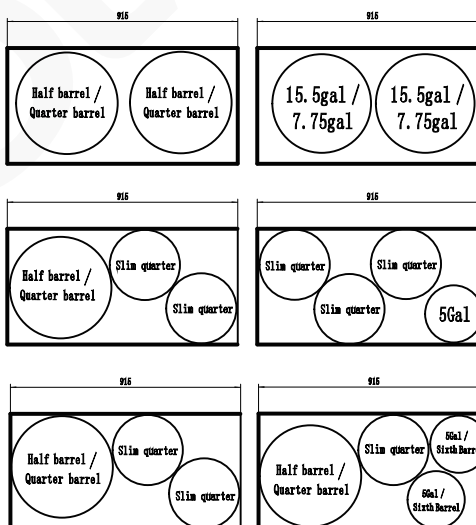 915
915
Half barrel /
Quarter barrel
Half barrel /
Quarter barrel
15.5gal /
7.75gal
15.5gal /
7.75gal
915
915
Half barrel /
Quarter barrel
Slim quarter
Slim quarter
Slim quarter
Slim quarter
Slim quarter
5Gal
915
915
Half barrel /
Quarter barrel
Slim quarter
Slim quarter
Half barrel /
Quarter barrel
Slim quarter
5Gal /
Sixth Barre
5Gal /
Sixth Barrel